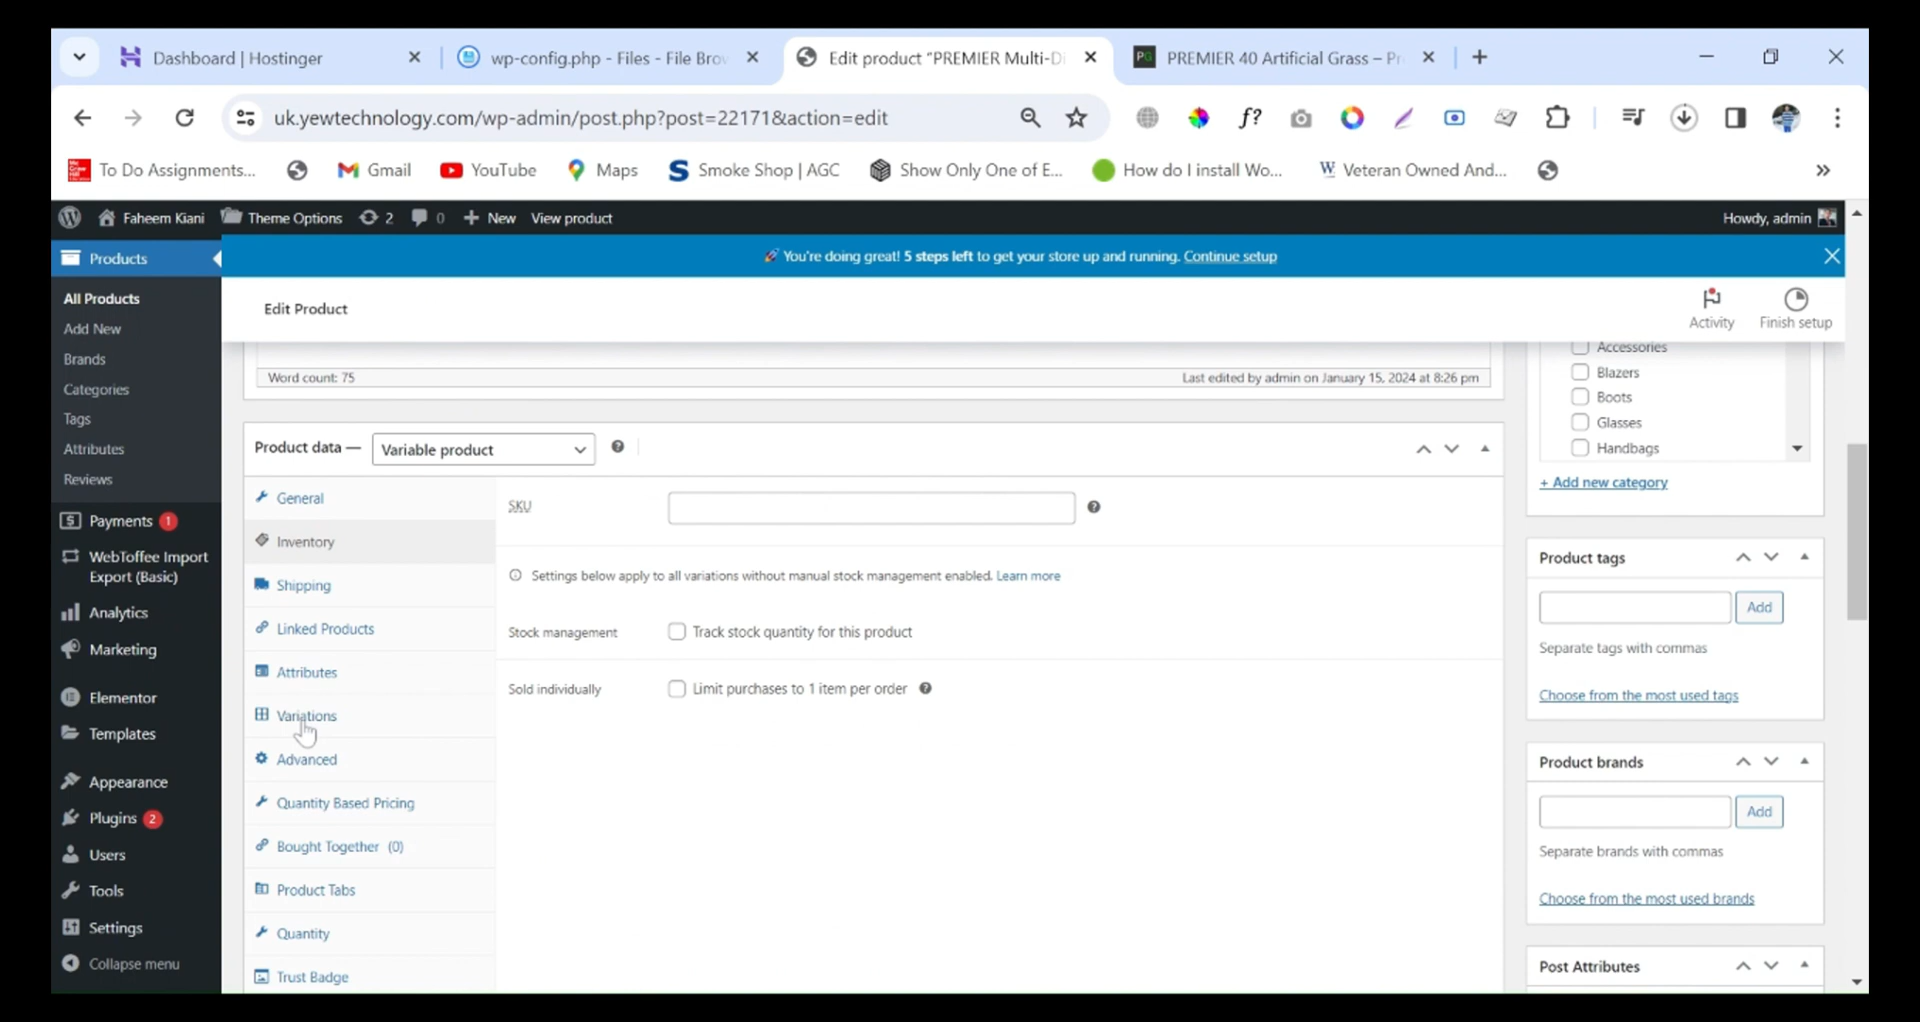 Dashboard | Hostinger
wp-config.php - Files - File Brow
Edit product “PREMIER Multi-Di
PREMIER 40 Artificial Grass – Pr
uk.yewtechnology.com/wp-admin/post.php?post=22171&action=edit
f?
To Do Assignments...
Gmail
YouTube
Maps
Smoke Shop | AGC
Show Only One of E...
How do I install Wo...
Veteran Owned And...
»
Faheem Kiani
Theme Options
2
0
New
View product
Howdy, admin
Products
You're doing great! 5 steps left to get your store up and running. Continue setup
All Products
Add New
Brands
Categories
Tags
Attributes
Reviews
Payments 1
WebToffee Import
Export (Basic)
Analytics
Marketing
Elementor
Templates
Appearance
Plugins 2
Users
Tools
Settings
Collapse menu
Edit Product
Activity
Finish setup
Word count: 75
Last edited by admin on January 15, 2024 at 8:26 pm
Product data —
Variable product
General
Inventory
Shipping
Linked Products
Attributes
Variations
Advanced
Quantity Based Pricing
Bought Together (0)
Product Tabs
Quantity
Trust Badge
SKU
Settings below apply to all variations without manual stock management enabled. Learn more
Stock management
Track stock quantity for this product
Sold individually
Limit purchases to 1 item per order
Accessories
Blazers
Boots
Glasses
Handbags
+ Add new category
Product tags
Add
Separate tags with commas
Choose from the most used tags
Product brands
Add
Separate brands with commas
Choose from the most used brands
Post Attributes